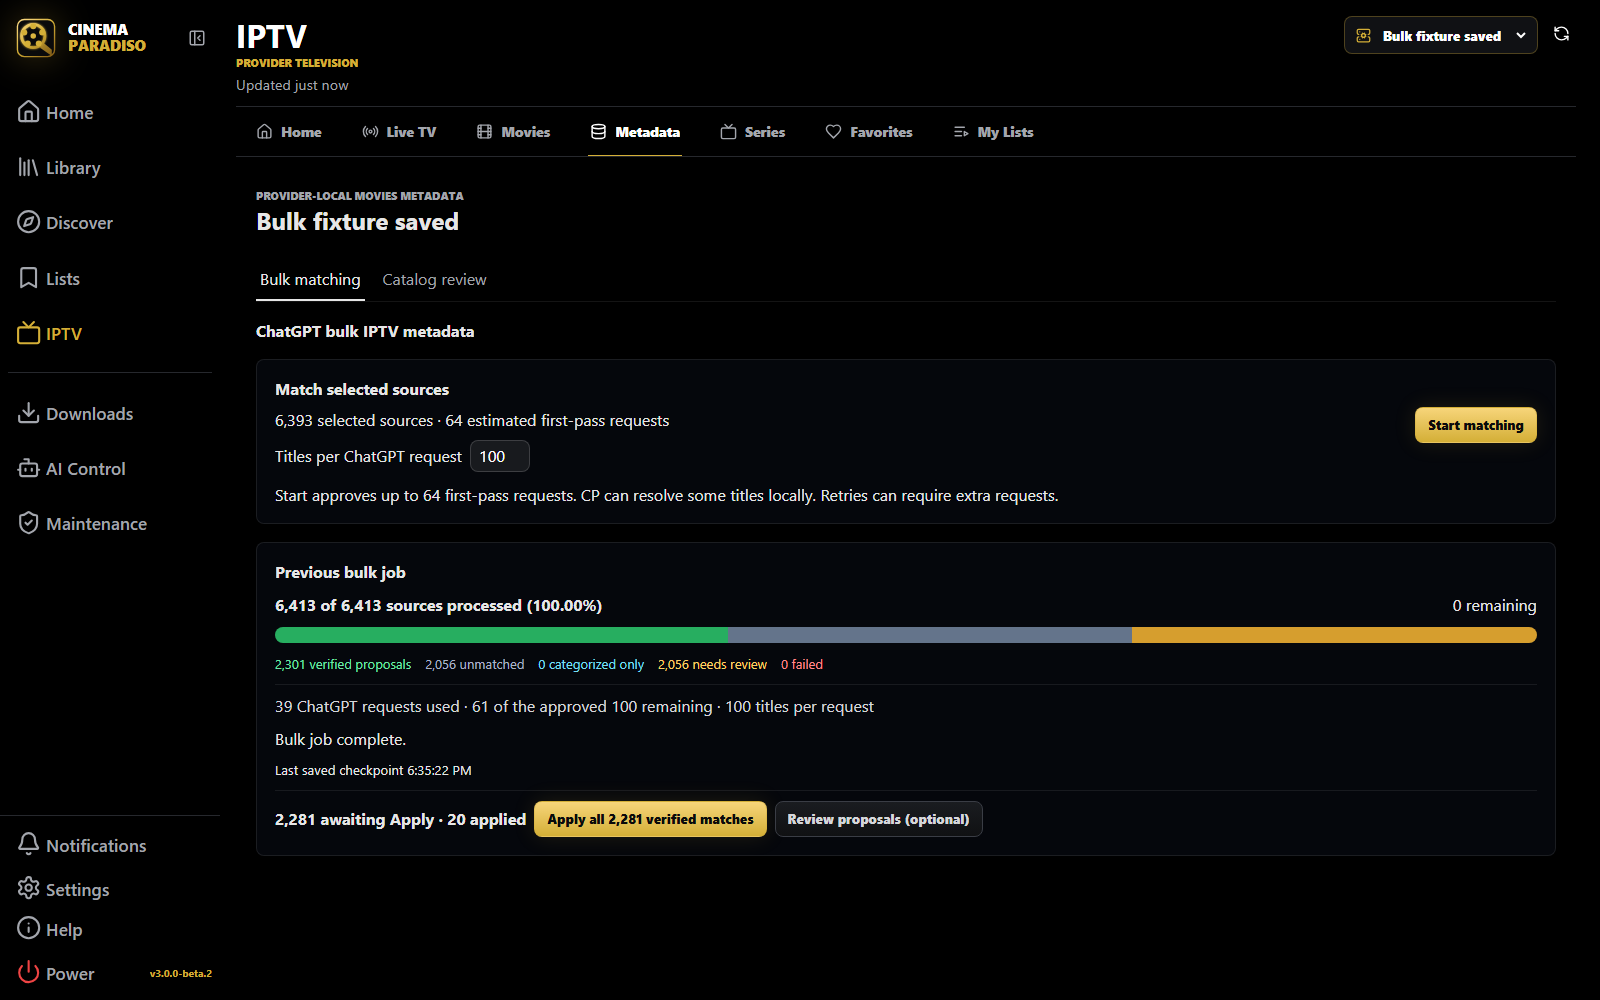 CINEMA
PARADISO
Home
Library
Discover
Lists
IPTV
Downloads
AI Control
Maintenance
Notifications
Settings
Help
Power
v3.0.0-beta.2
IPTV
PROVIDER TELEVISION
Updated just now
Bulk fixture saved
Home
Live TV
Movies
Metadata
Series
Favorites
My Lists
PROVIDER-LOCAL MOVIES METADATA
Bulk fixture saved
Bulk matching
Catalog review
ChatGPT bulk IPTV metadata
Match selected sources
6,393 selected sources · 64 estimated first-pass requests
Titles per ChatGPT request 100
Start approves up to 64 first-pass requests. CP can resolve some titles locally. Retries can require extra requests.
Start matching
Previous bulk job
6,413 of 6,413 sources processed (100.00%)
0 remaining
2,301 verified proposals 2,056 unmatched 0 categorized only 2,056 needs review 0 failed
39 ChatGPT requests used · 61 of the approved 100 remaining · 100 titles per request
Bulk job complete.
Last saved checkpoint 6:35:22 PM
2,281 awaiting Apply · 20 applied
Apply all 2,281 verified matches
Review proposals (optional)